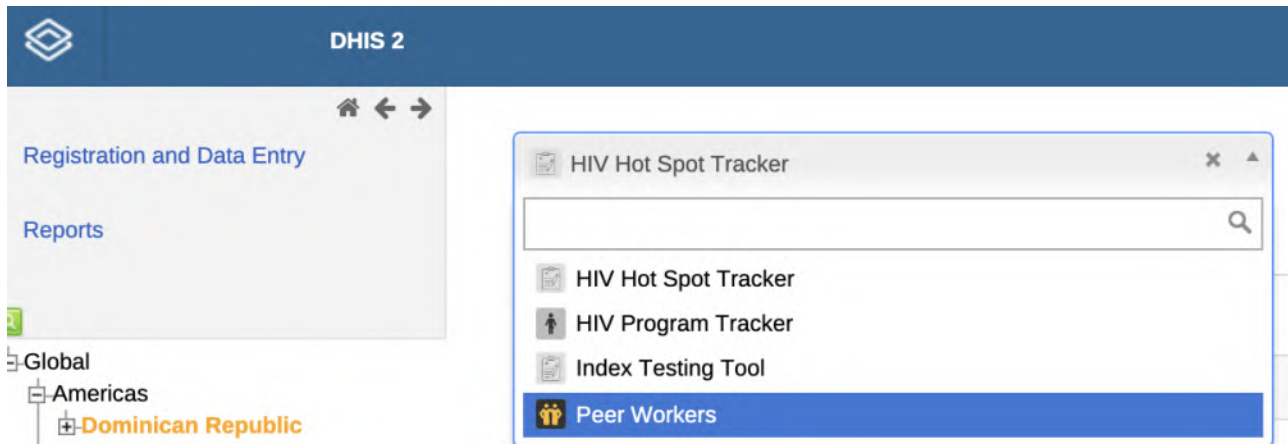 DHIS 2
Registration and Data Entry
Reports
Global
Americas
Dominican Republic
HIV Hot Spot Tracker
HIV Hot Spot Tracker
HIV Program Tracker
Index Testing Tool
Peer Workers